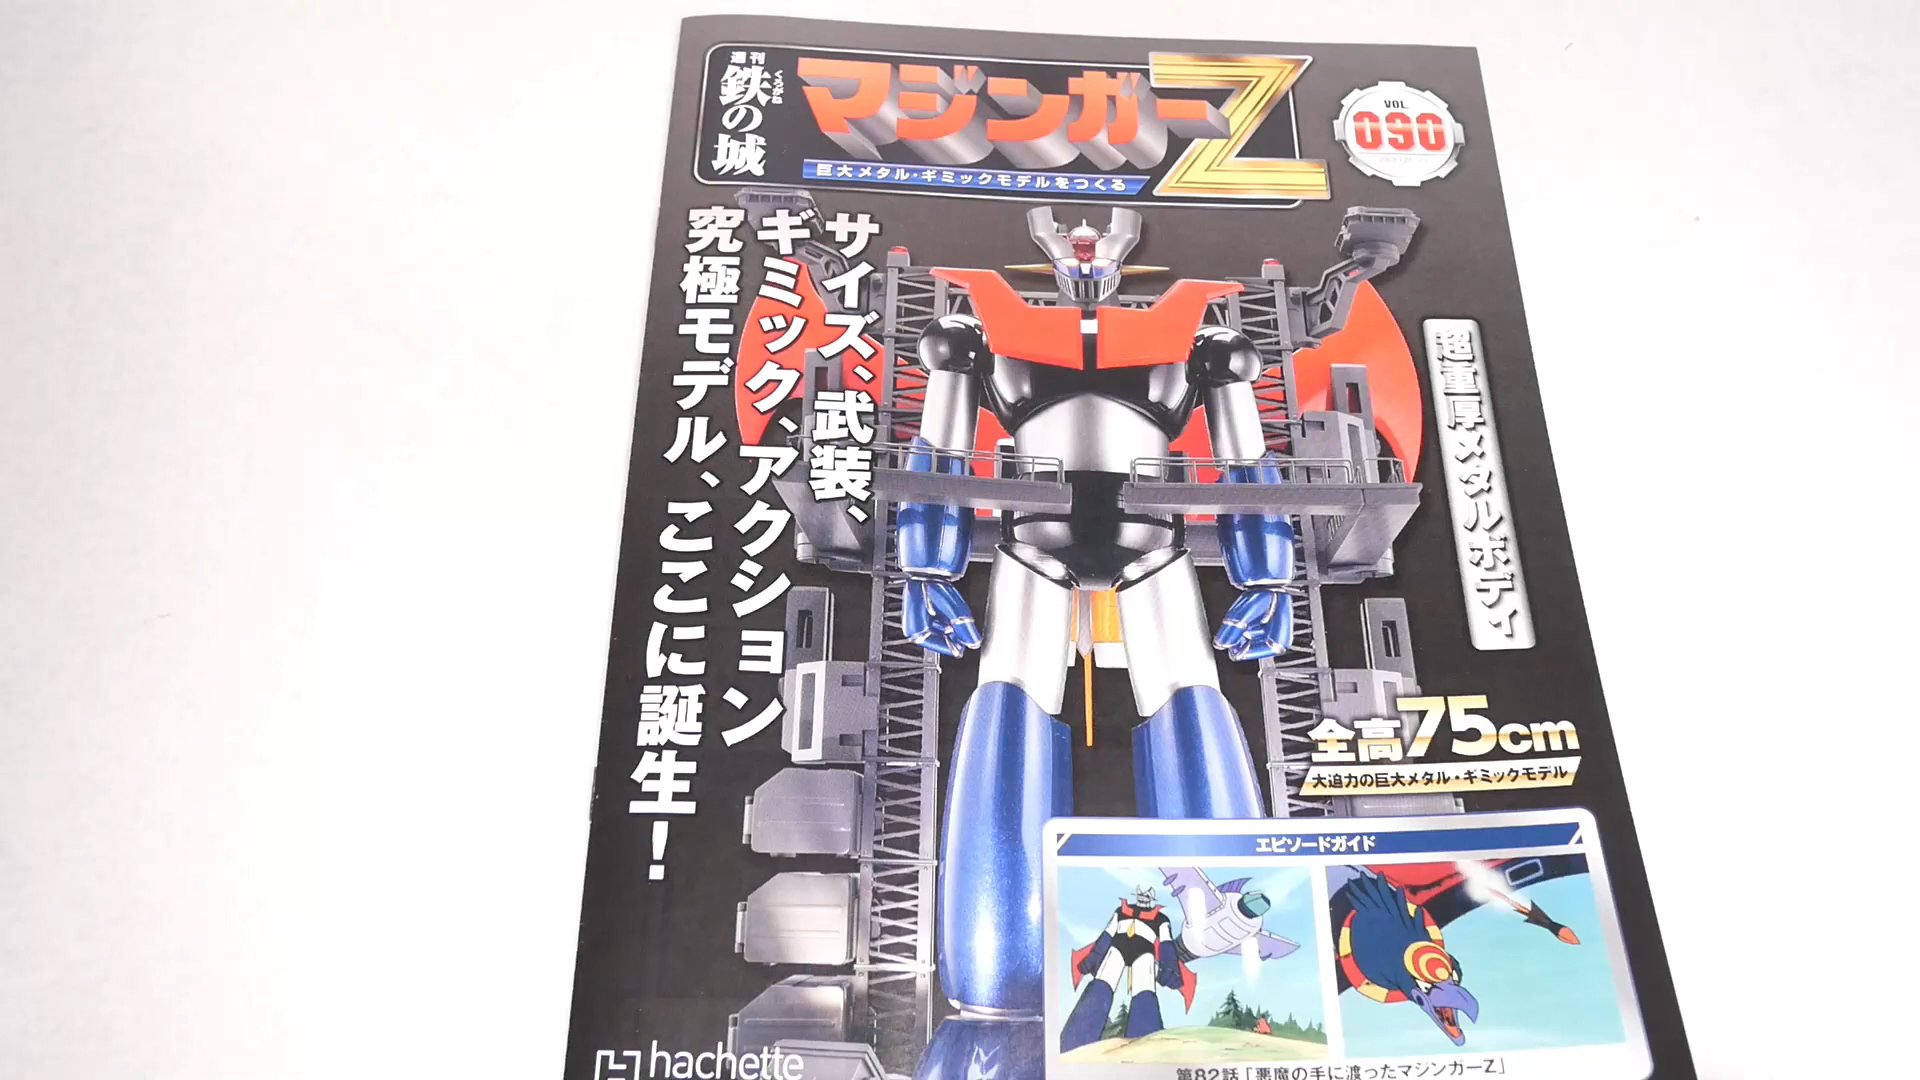 週刊
鉄の城
くろがね
マジンガーZ
巨大メタル・ギミックモデルをつくる
VOL.
090
サイズ、武装、
ギミック、アクション
究極モデル、ここに誕生！
超重厚メタルボディ
全高75cm
大迫力の巨大メタル・ギミックモデル
エピソードガイド
第82話「悪魔の手に渡ったマジンガーZ」
hachette